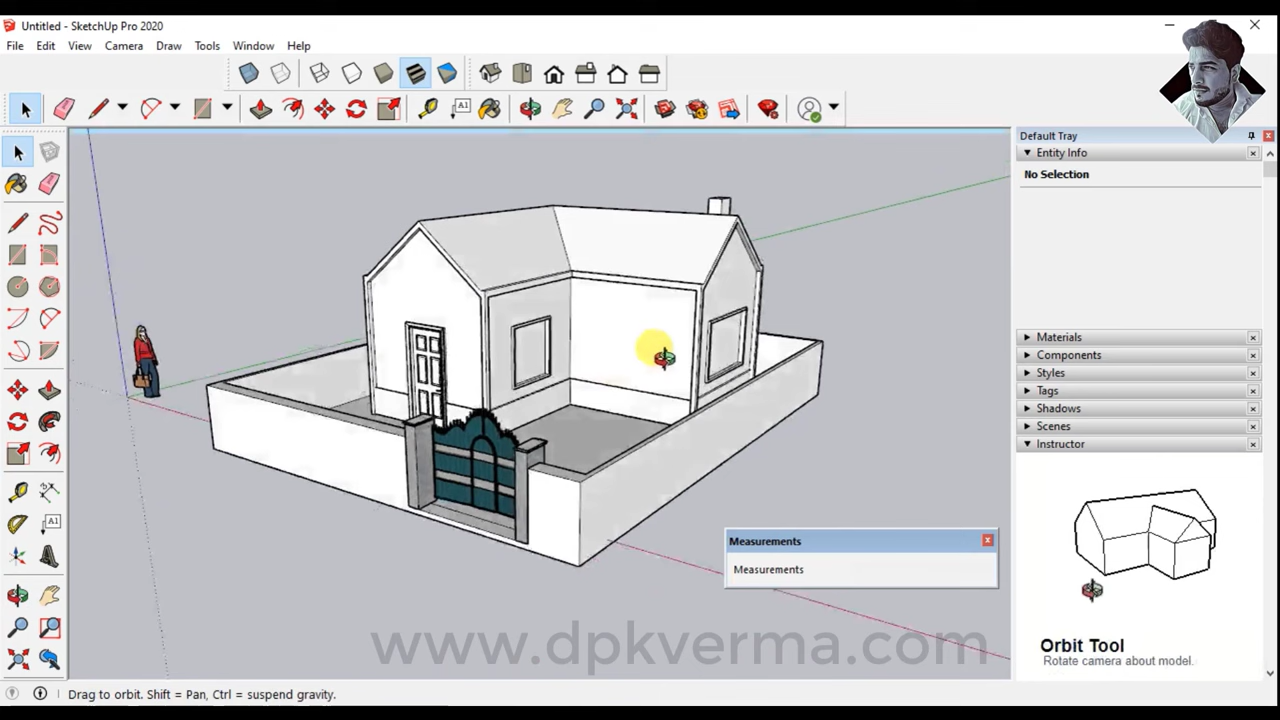 Untitled - SketchUp Pro 2020
File Edit View Camera Draw Tools Window Help
A1
Default Tray
Entity Info
No Selection
A1
Materials
Components
Styles
Tags
Shadows
Scenes
Instructor
Measurements
Measurements
Orbit Tool
Rotate camera about model.
www.dpkverma.com
Drag to orbit. Shift = Pan, Ctrl = suspend gravity.